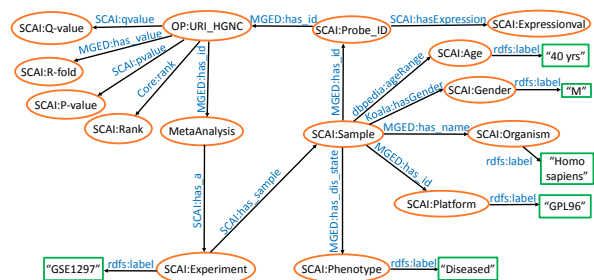 SCAI:qvalue
MGED:has_id
SCAI:hasExpression
SCAI:Q-value
OP:URI_HGNC
SCAI:Probe_ID
SCAI:Expressionval
MGED:has_value
SCAI:pvalue
Core:rank
MGED:has_id
MGED:has_id
dbpedia:ageRange
SCAI:Age
rdfs:label
"40 yrs"
SCAI:R-fold
Koala:hasGender
SCAI:Gender
rdfs:label
"M"
SCAI:P-value
SCAI:Rank
MetaAnalysis
SCAI:Sample
MGED:has_name
SCAI:Organism
rdfs:label
"Homo
sapiens"
SCAI:has_a
SCAI:has_sample
MGED:has_dis_state
MGED:has_id
SCAI:Platform
rdfs:label
"GPL96"
"GSE1297"
rdfs:label
SCAI:Experiment
SCAI:Phenotype
rdfs:label
"Diseased"